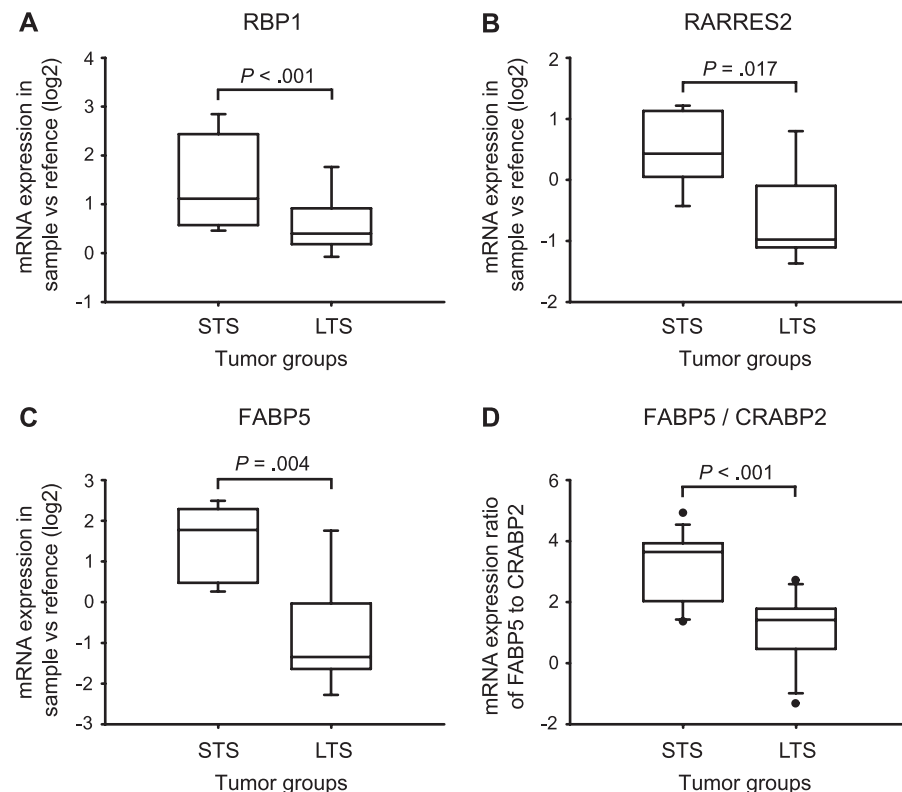 A
RBP1
mRNA expression in
sample vs refence (log2)
4
3
2
1
0
-1
P < .001
STS
LTS
Tumor groups
B
RARRES2
mRNA expression in
sample vs refence (log2)
2
1
0
-1
-2
P = .017
STS
LTS
Tumor groups
C
FABP5
mRNA expression in
sample vs refence (log2)
3
2
1
0
-1
-2
-3
P = .004
STS
LTS
Tumor groups
D
FABP5 / CRABP2
mRNA expression ratio
of FABP5 to CRABP2
6
4
2
0
-2
P < .001
STS
LTS
Tumor groups